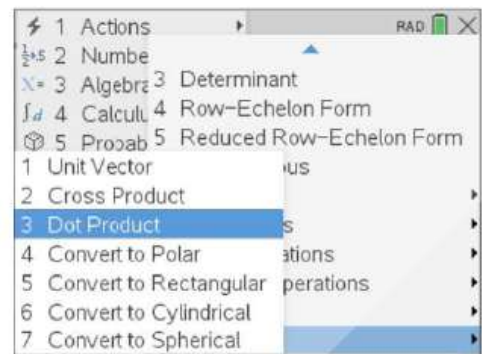 1 Actions
RAD
2 Numbe
3 Algebra
3 Determinant
4 Calculu
4 Row-Echelon Form
5 Probab
5 Reduced Row-Echelon Form
1 Unit Vector
ous
2 Cross Product
3 Dot Product
s
4 Convert to Polar
ations
5 Convert to Rectangular
perations
6 Convert to Cylindrical
7 Convert to Spherical